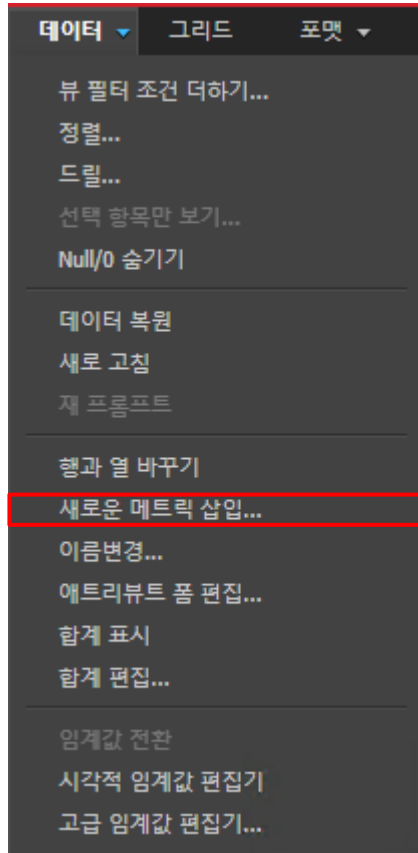 데이터 그리드 포맷
뷰 필터 조건 더하기...
정렬...
드릴...
선택 항목만 보기...
Null/0 숨기기
데이터 복원
새로 고침
재 프롬프트
행과 열 바꾸기
새로운 메트릭 삽입...
이름변경...
애트리뷰트 폼 편집...
합계 표시
합계 편집...
임계값 전환
시각적 임계값 편집기
고급 임계값 편집기...